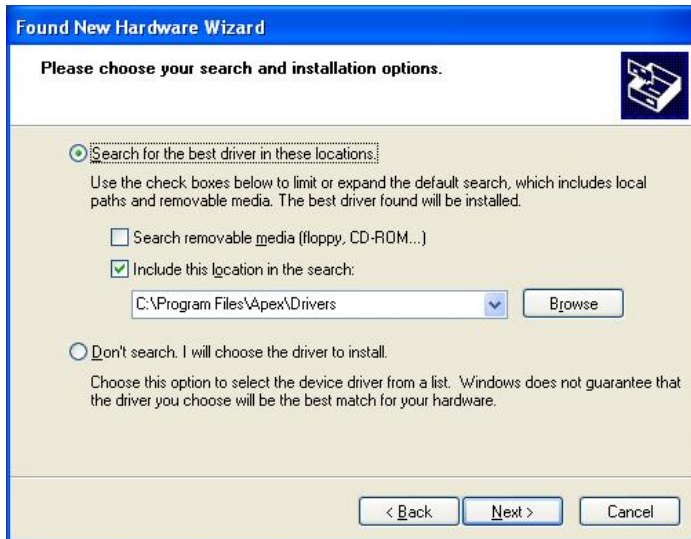 Found New Hardware Wizard
Please choose your search and installation options.
Search for the best driver in these locations.
Use the check boxes below to limit or expand the default search, which includes local
paths and removable media. The best driver found will be installed.
Search removable media (floppy, CD-ROM...)
Include this location in the search:
C:\Program Files\Apex\Drivers
Browse
Don't search. I will choose the driver to install.
Choose this option to select the device driver from a list. Windows does not guarantee that
the driver you choose will be the best match for your hardware.
< Back
Next >
Cancel